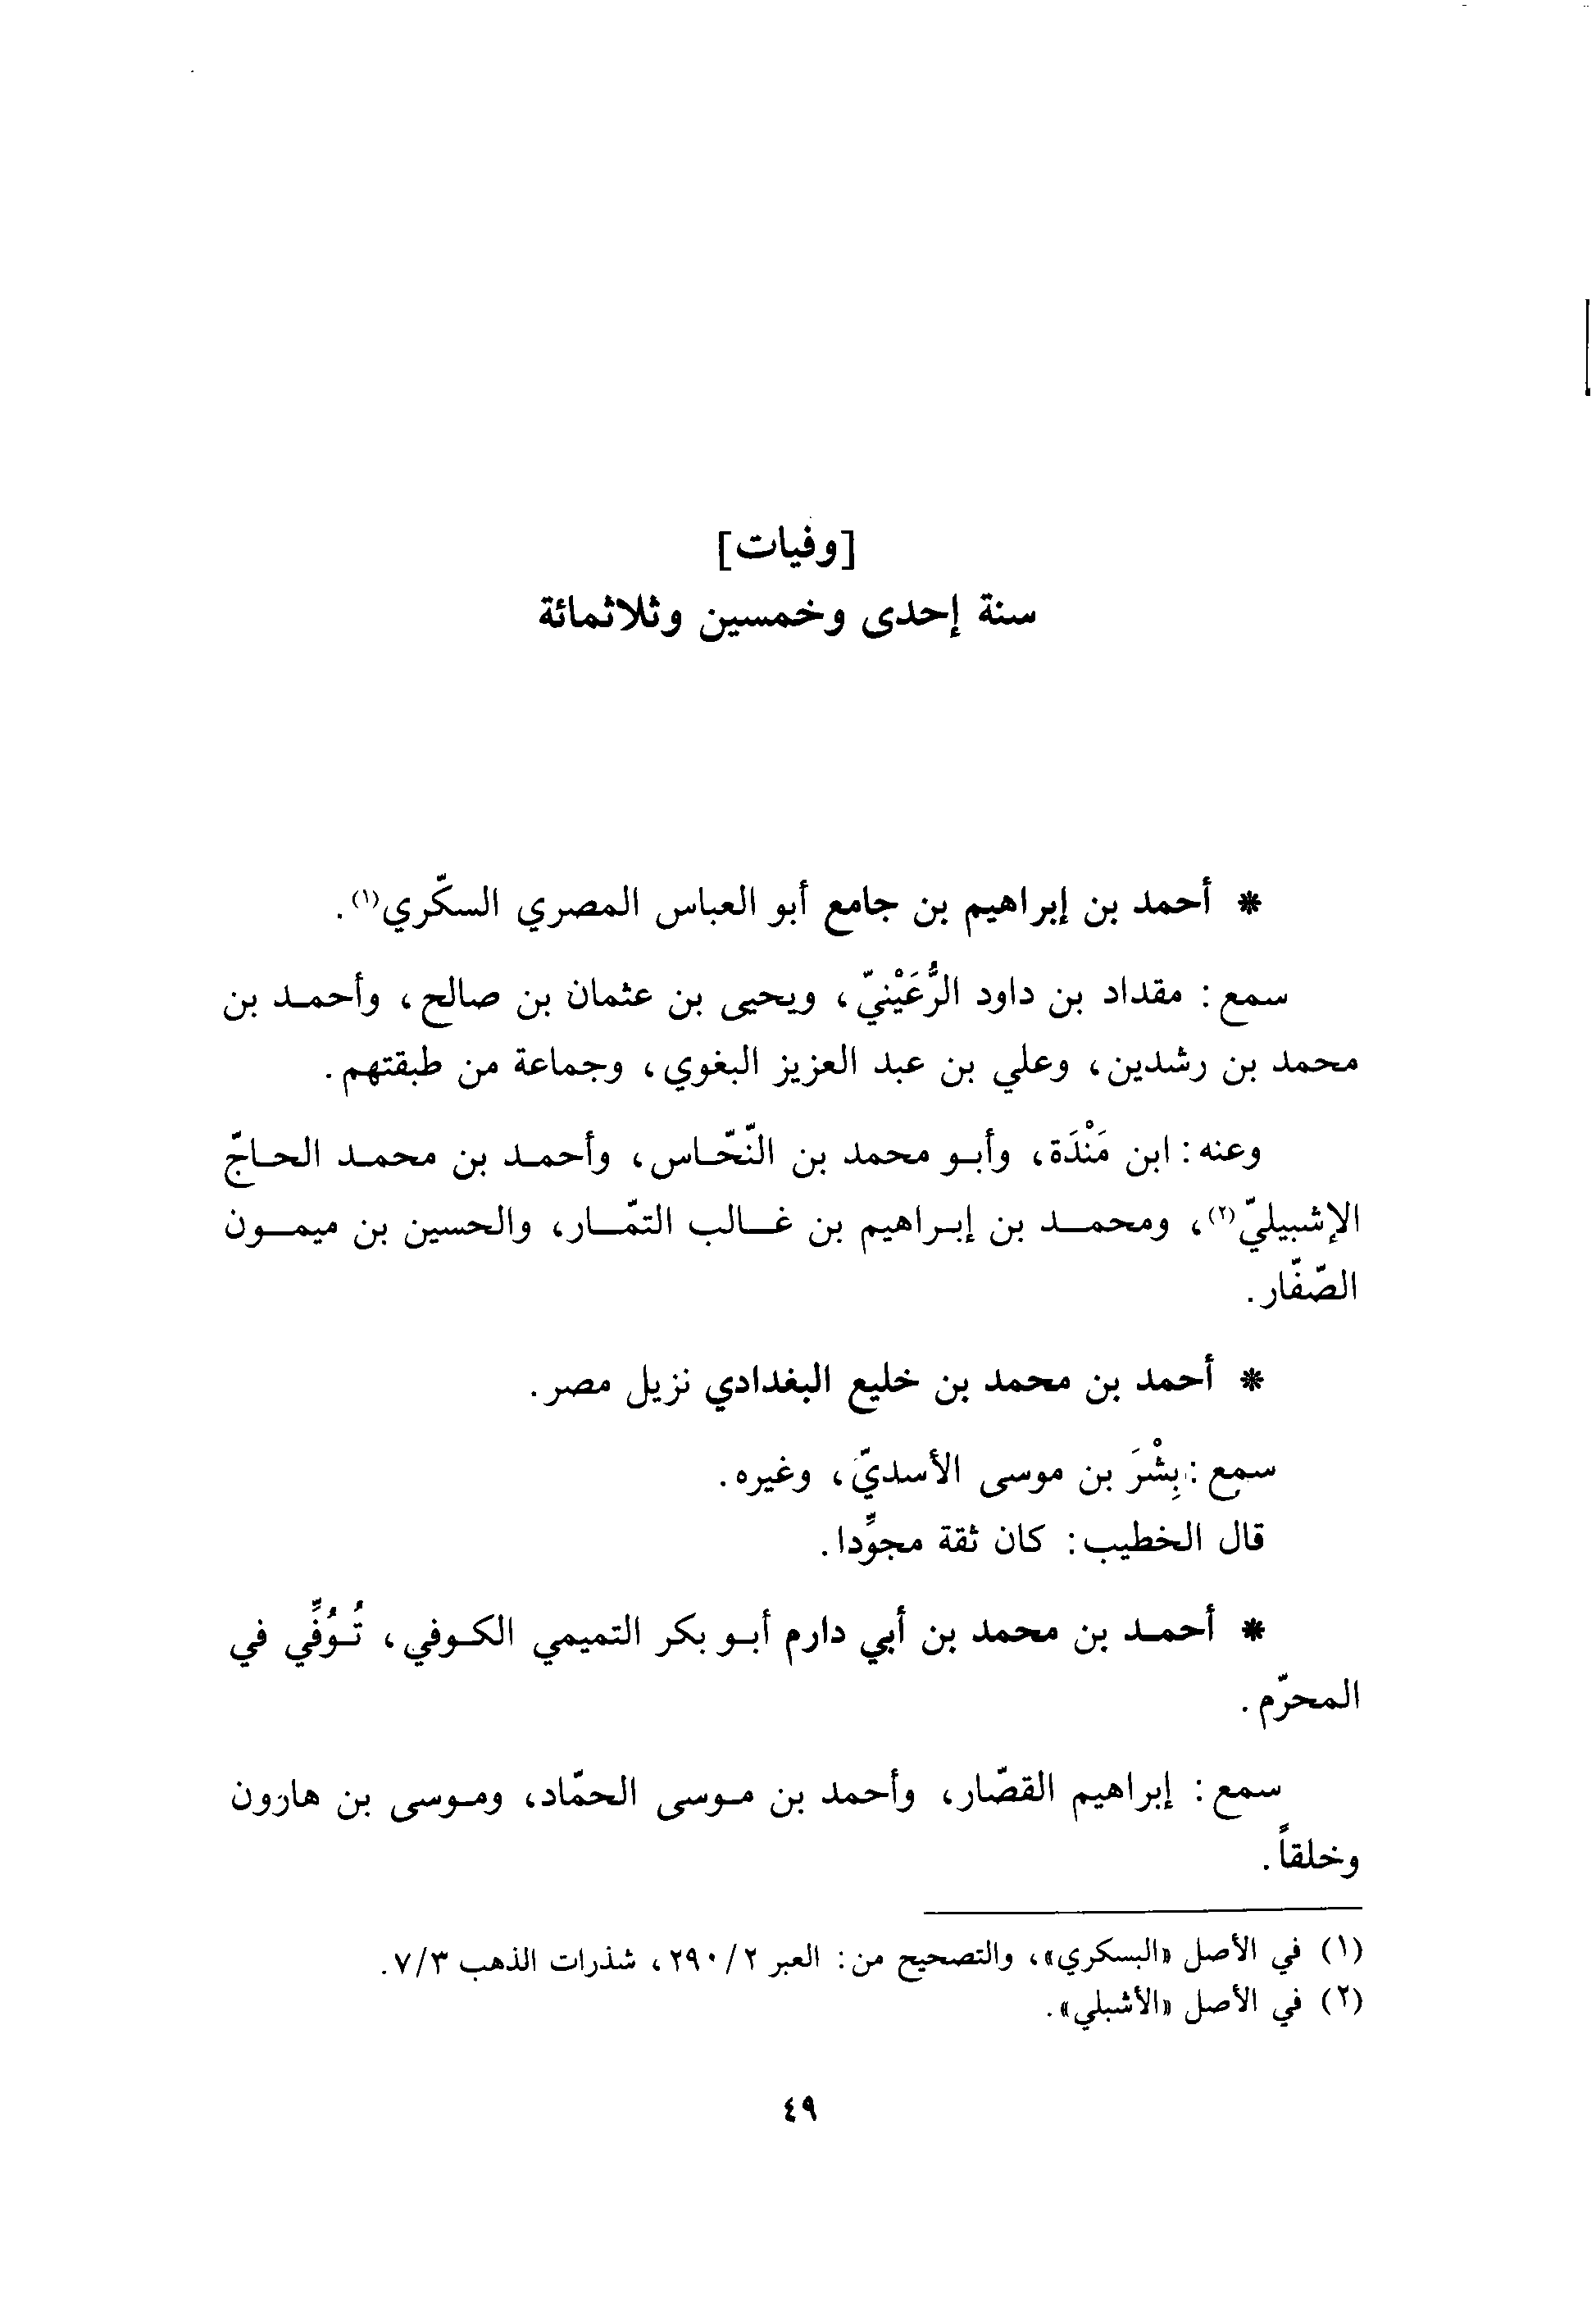 [وفيات]
سنة إحدى وخمسين وثلاثمائة
* أحمد بن إبراهيم بن جامع أبو العباس المصري السكّري(١).
سمع: مقداد بن داود الرُّعَيْنيّ، ويحيى بن عثمان بن صالح، وأحمد بن
محمد بن رشدين، وعلي بن عبد العزيز البغوي، وجماعة من طبقتهم.
وعنه: ابن مَنْدَة، وأبو محمد بن النّحّاس، وأحمد بن محمد الحاجّ
الإشبيليّ(٢)، ومحمد بن إبراهيم بن غالب التمّار، والحسين بن ميمون
الصّفّار.
* أحمد بن محمد بن خليع البغدادي نزيل مصر.
سمع: بِشْرَ بن موسى الأسديّ، وغيره.
قال الخطيب: كان ثقة مجوِّدا.
* أحمد بن محمد بن أبي دارم أبو بكر التميمي الكوفي، تُوُفِّي في
المحرّم.
سمع: إبراهيم القصّار، وأحمد بن موسى الحمّاد، وموسى بن هارون
وخلقاً.
(١) في الأصل «البسكري»، والتصحيح من: العبر ٢/٢٩٠، شذرات الذهب ٧/٣.
(٢) في الأصل «الأشبلي».
٤٩